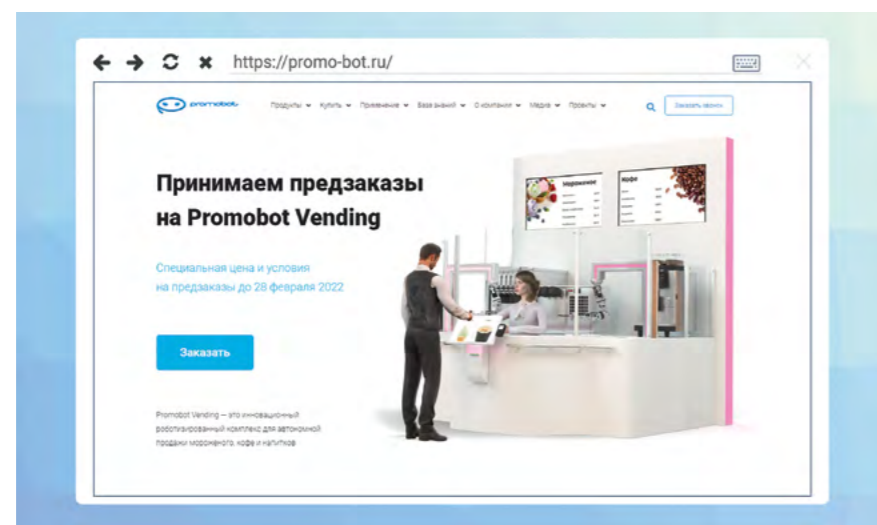 https://promo-bot.ru/
promobot
Продукты Купить Применение База знаний О компании Медиа Проекты
Заказать звонок
Принимаем предзаказы
на Promobot Vending
Мороженое
Кофе
Специальная цена и условия
на предзаказы до 28 февраля 2022
Заказать
Promobot Vending — это инновационный
роботизированный комплекс для автономной
продажи мороженого, кофе и напитков